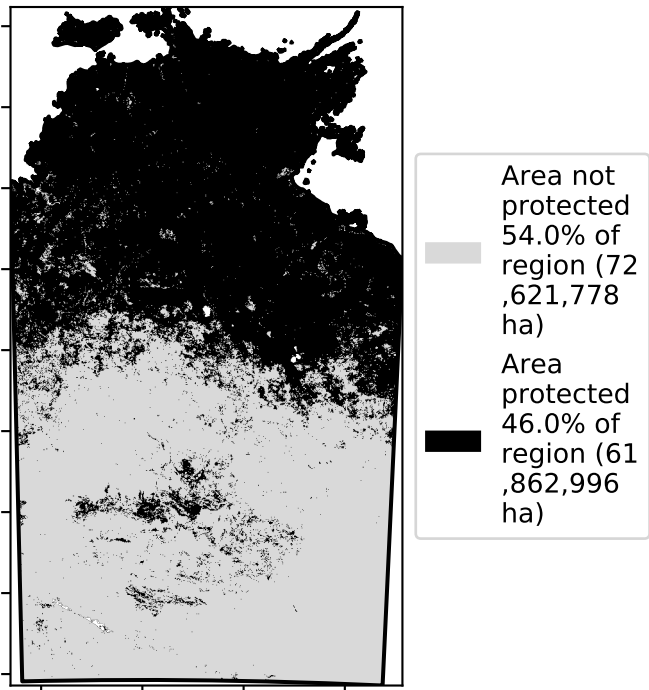 Area not
protected
54.0% of
region (72
,621,778
ha)
Area
protected
46.0% of
region (61
,862,996
ha)